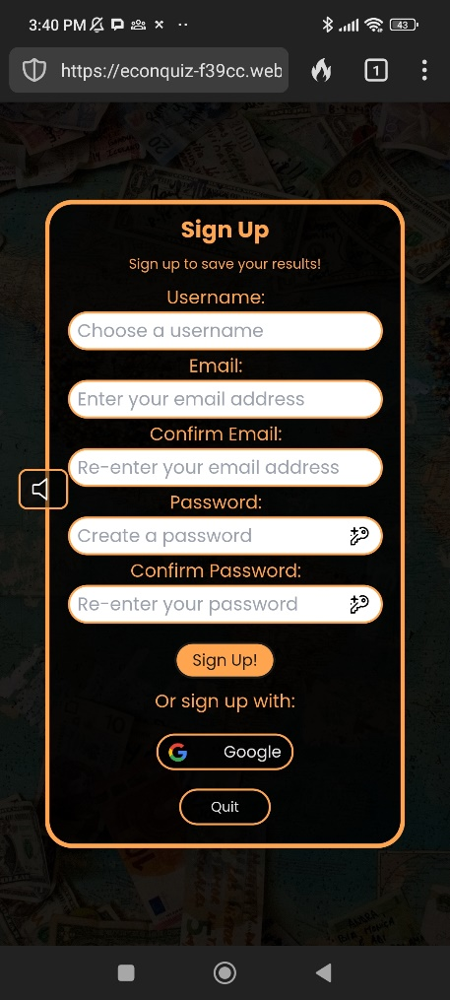 3:40 PM
43
https://econquiz-f39cc.web
1
Sign Up
Sign up to save your results!
Username:
Choose a username
Email:
Enter your email address
Confirm Email:
Re-enter your email address
Password:
Create a password
Confirm Password:
Re-enter your password
Sign Up!
Or sign up with:
Google
Quit